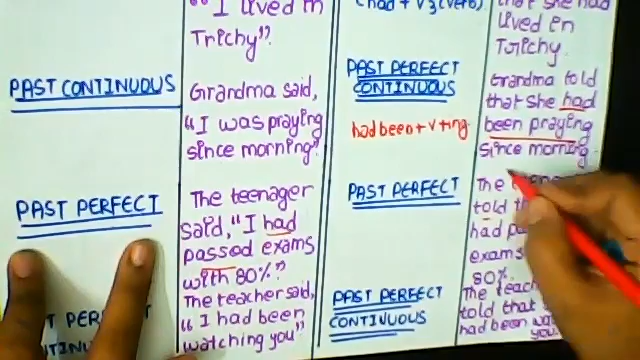 "I lived in
Trichy".
PAST CONTINUOUS
Grandma said,
"I was praying
since morning"
PAST PERFECT
The teenager
said, "I had
passed exams
with 80%."
The teacher said,
"I had been
watching you"
(had + V3 (verb)
that she had
lived in
Trichy.
PAST PERFECT
CONTINUOUS
had been + v + ing.
Grandma told
that she had
been praying
since morning.
PAST PERFECT
The
told
had
exams
80%.
PAST PERFECT
CONTINUOUS
The
told that
had been
you